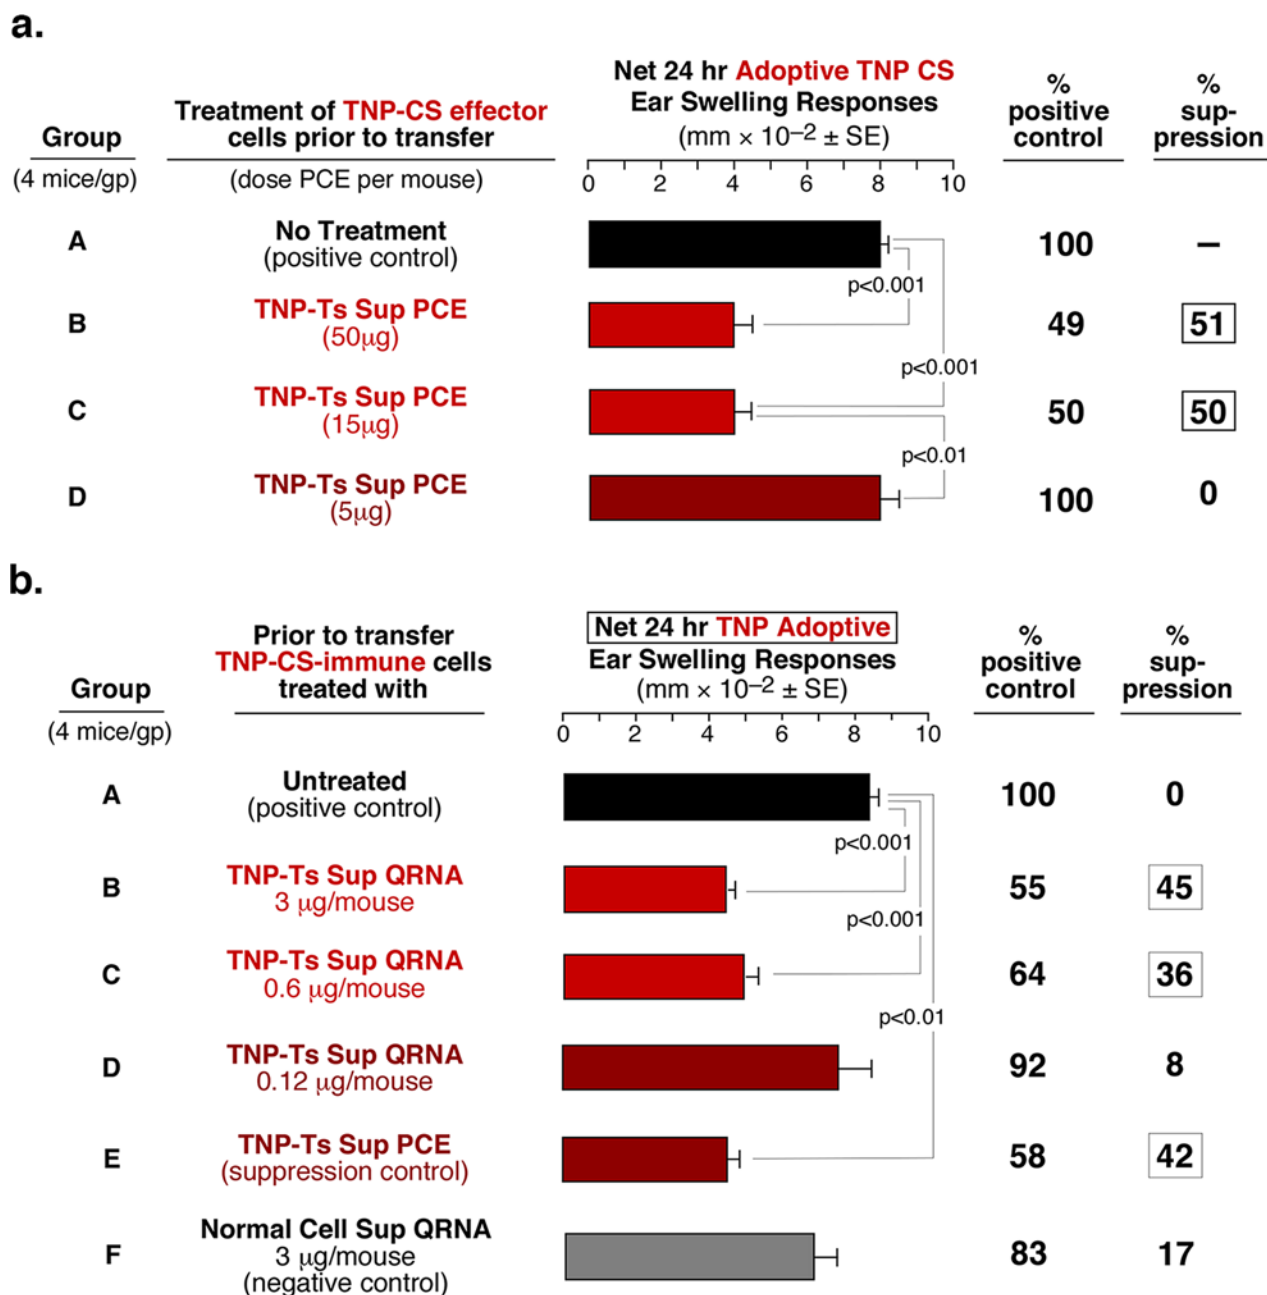 a.
Group
(4 mice/gp)
Treatment of TNP-CS effector
cells prior to transfer
(dose PCE per mouse)
Net 24 hr Adoptive TNP CS
Ear Swelling Responses
(mm × 10–2 ± SE)
0 2 4 6 8 10
%
positive
control
%
sup-
pression
A
No Treatment
(positive control)
100
–
p<0.001
B
TNP-Ts Sup PCE
(50µg)
49
51
p<0.001
C
TNP-Ts Sup PCE
(15µg)
50
50
p<0.01
D
TNP-Ts Sup PCE
(5µg)
100
0
b.
Group
(4 mice/gp)
Prior to transfer
TNP-CS-immune cells
treated with
Net 24 hr TNP Adoptive
Ear Swelling Responses
(mm × 10–2 ± SE)
0 2 4 6 8 10
%
positive
control
%
sup-
pression
A
Untreated
(positive control)
100
0
p<0.001
B
TNP-Ts Sup QRNA
3 µg/mouse
55
45
p<0.001
C
TNP-Ts Sup QRNA
0.6 µg/mouse
64
36
p<0.01
D
TNP-Ts Sup QRNA
0.12 µg/mouse
92
8
E
TNP-Ts Sup PCE
(suppression control)
58
42
F
Normal Cell Sup QRNA
3 µg/mouse
(negative control)
83
17